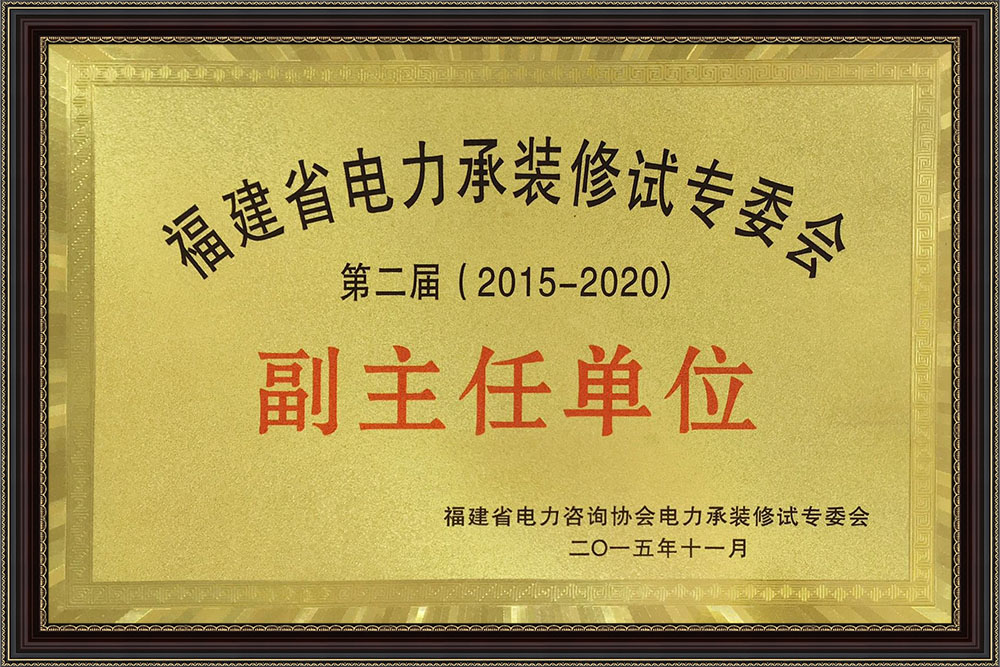 福建省电力承装修试专委会
第二届（2015-2020）
副主任单位
福建省电力咨询协会电力承装修试专委会
二〇一五年十一月